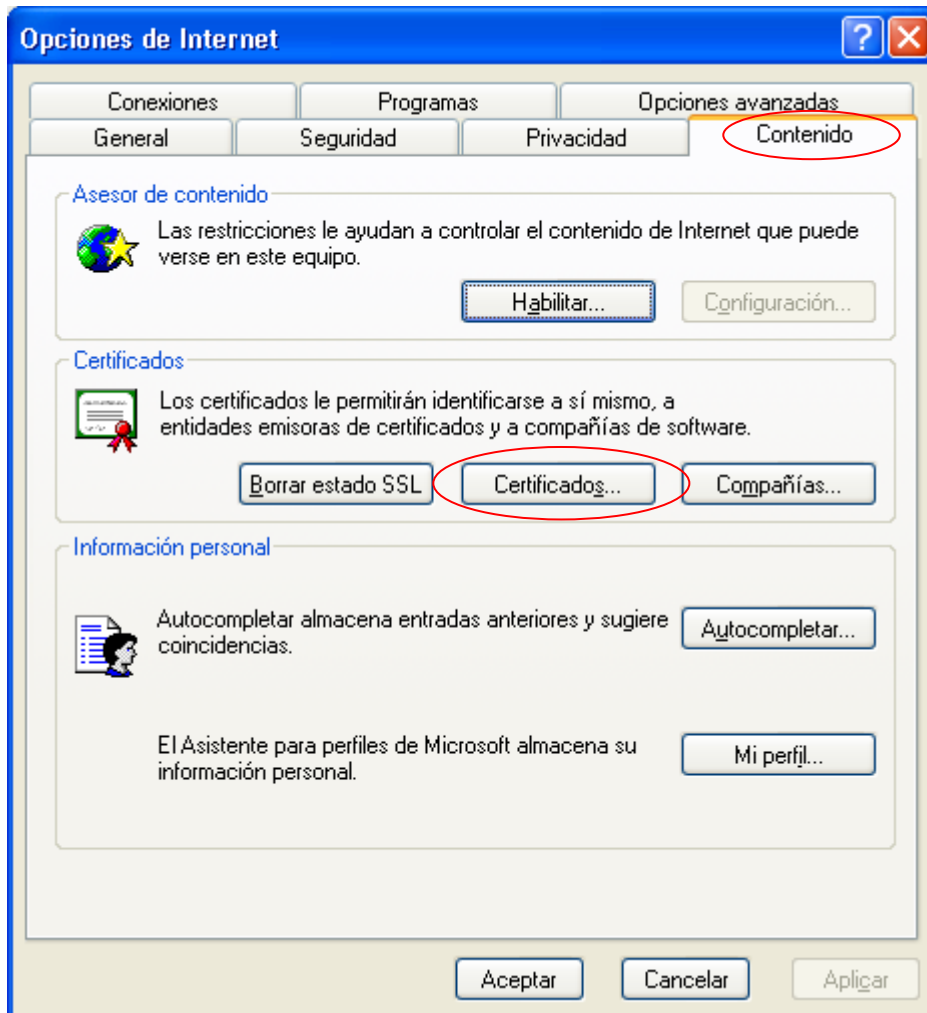 Opciones de Internet
Conexiones Programas Opciones avanzadas
General Seguridad Privacidad Contenido
Asesor de contenido
Las restricciones le ayudan a controlar el contenido de Internet que puede
verse en este equipo.
Habilitar... Configuración...
Certificados
Los certificados le permitirán identificarse a sí mismo, a
entidades emisoras de certificados y a compañías de software.
Borrar estado SSL Certificados... Compañías...
Información personal
Autocompletar almacena entradas anteriores y sugiere
coincidencias.
Autocompletar...
El Asistente para perfiles de Microsoft almacena su
información personal.
Mi perfil...
Aceptar Cancelar Aplicar